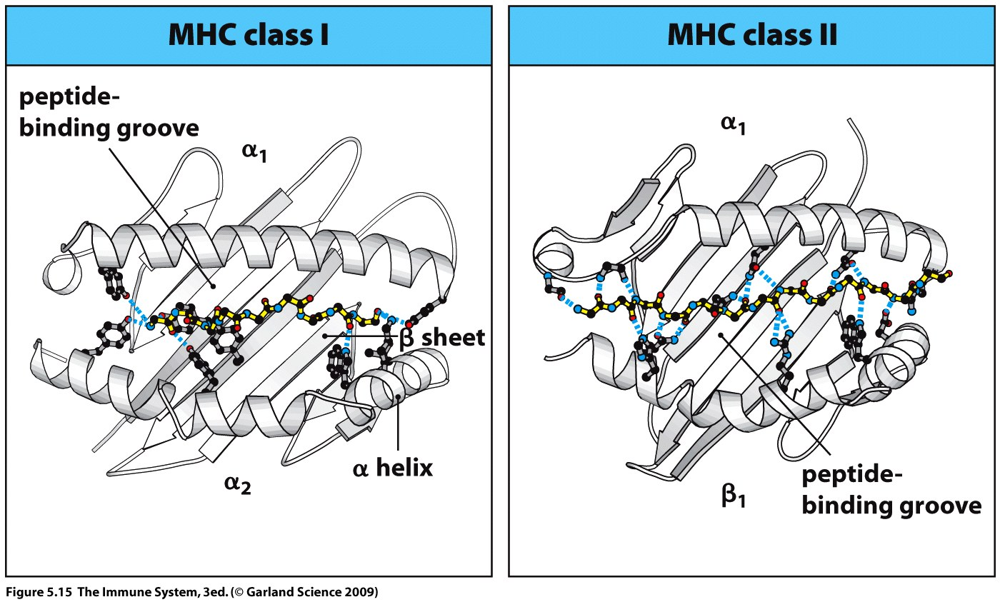 MHC class I
peptide-
binding groove
α1
β sheet
α helix
α2
MHC class II
α1
β1
peptide-
binding groove
Figure 5.15 The Immune System, 3ed. (© Garland Science 2009)